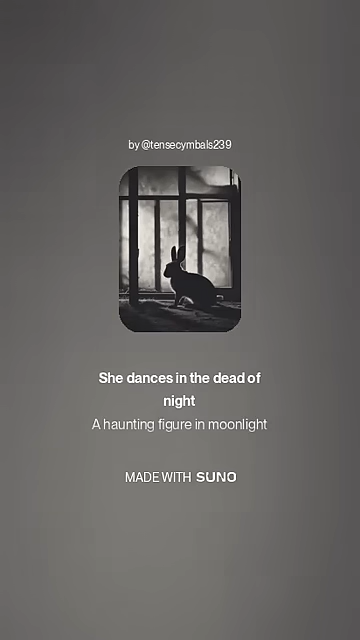 by @tensecymbals239
She dances in the dead of
night
A haunting figure in moonlight
MADE WITH SUNO